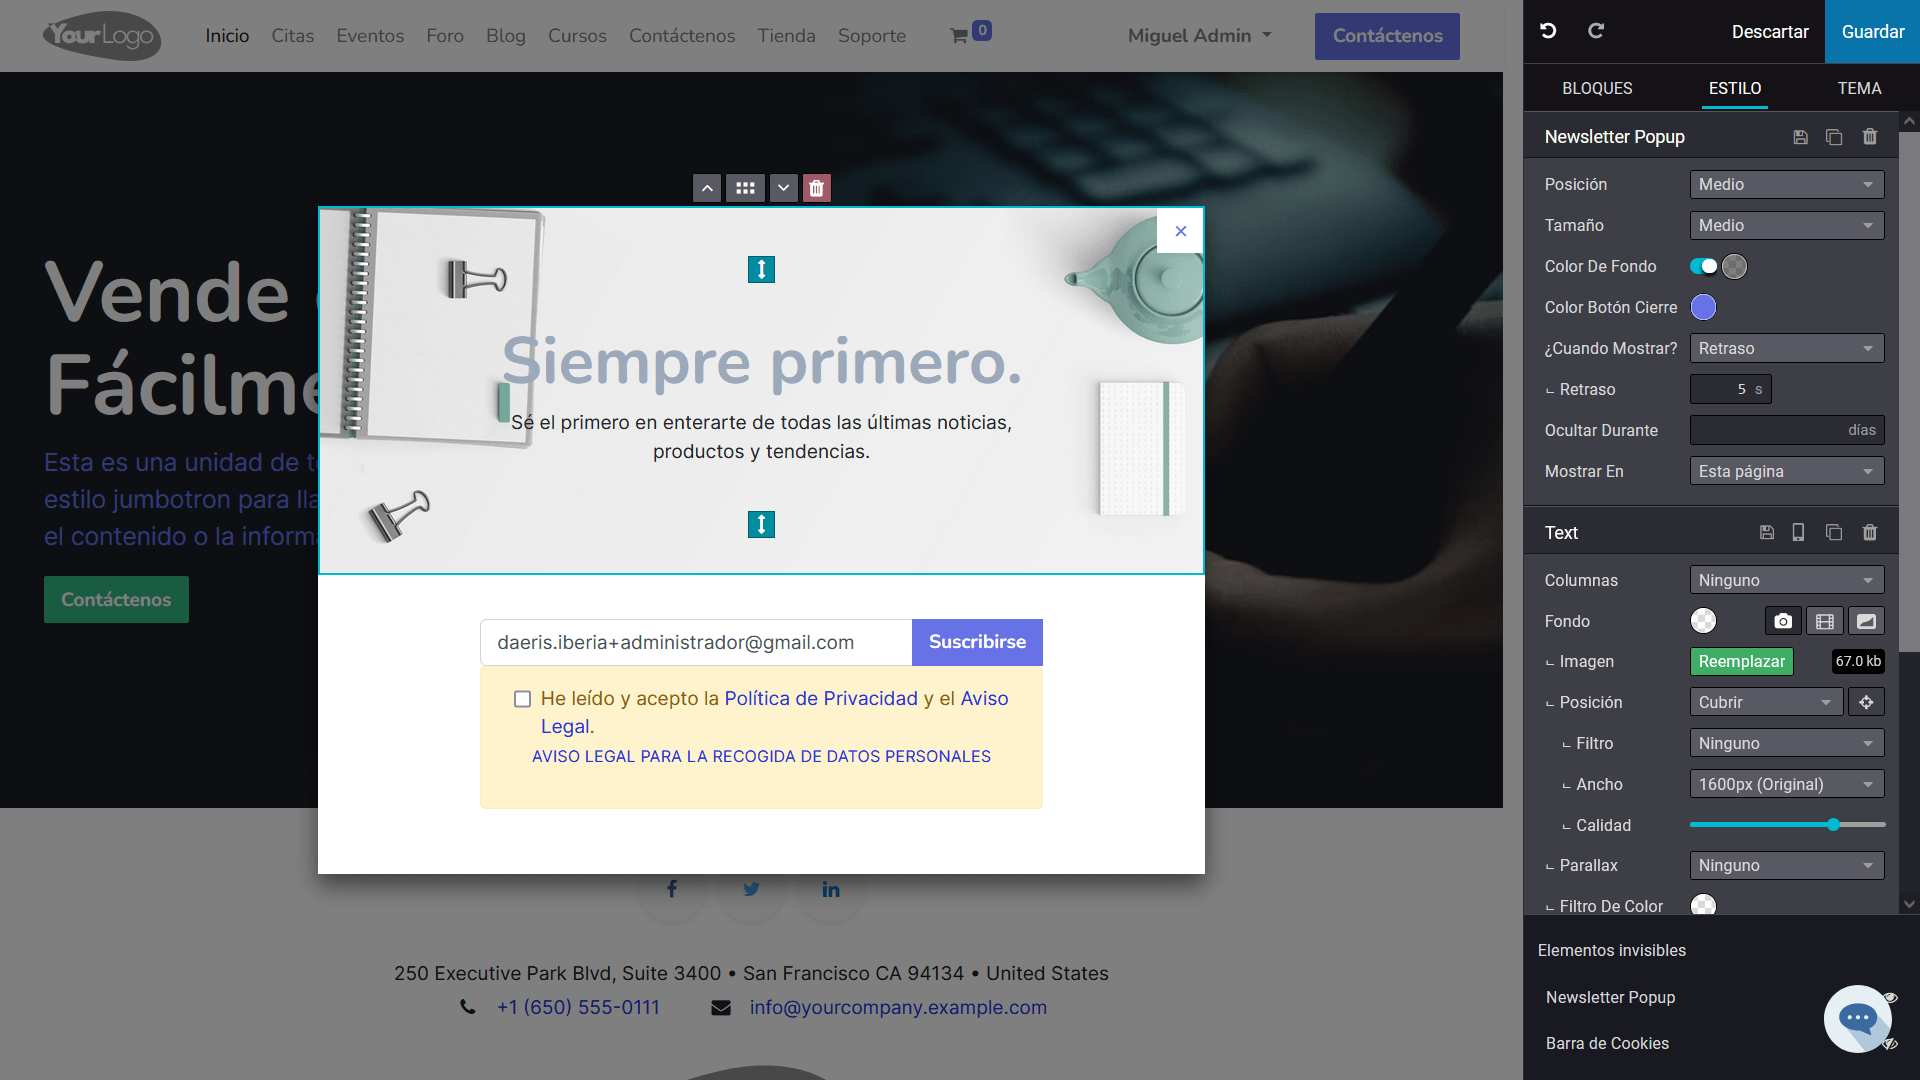 YourLogo
Inicio Citas Eventos Foro Blog Cursos Contáctenos Tienda Soporte 0 Miguel Admin Contáctenos
Descartar Guardar
BLOQUES ESTILO TEMA
Newsletter Popup
Posición Medio
Tamaño Medio
Color De Fondo
Color Botón Cierre
¿Cuando Mostrar? Retraso
Retraso 5 s
Ocultar Durante días
Mostrar En Esta página
Text
Columnas Ninguno
Fondo
Imagen Reemplazar 67.0 kb
Posición Cubrir
Filtro Ninguno
Ancho 1600px (Original)
Calidad
Parallax Ninguno
Filtro De Color
Elementos invisibles
Newsletter Popup
Barra de Cookies
Vende
Fácilme
Esta es una unidad de t
estilo jumbotron para lla
el contenido o la informa
Contáctenos
×
Siempre primero.
Sé el primero en enterarte de todas las últimas noticias,
productos y tendencias.
daeris.iberia+administrador@gmail.com Suscribirse
He leído y acepto la Política de Privacidad y el Aviso
Legal.
AVISO LEGAL PARA LA RECOGIDA DE DATOS PERSONALES
250 Executive Park Blvd, Suite 3400 • San Francisco CA 94134 • United States
+1 (650) 555-0111 info@yourcompany.example.com